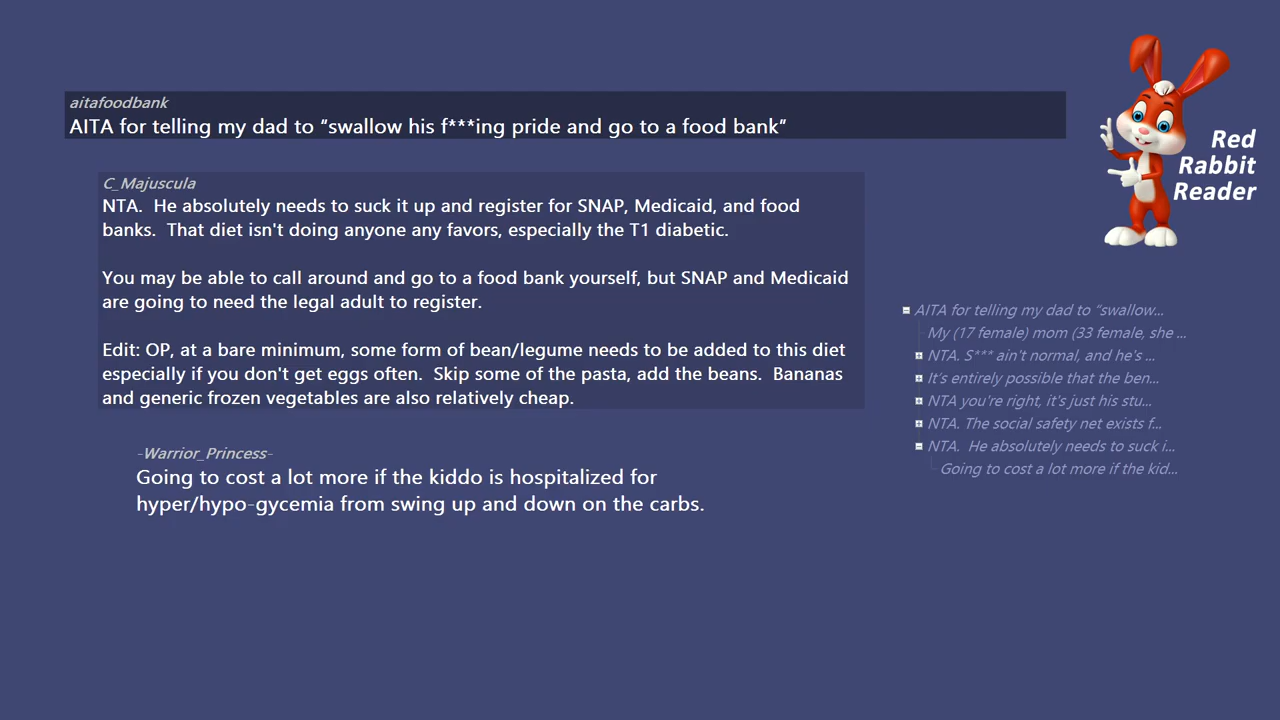 aitafoodbank
AITA for telling my dad to “swallow his f***ing pride and go to a food bank”
Red
Rabbit
Reader
C_Majuscula
NTA.  He absolutely needs to suck it up and register for SNAP, Medicaid, and food
banks.  That diet isn't doing anyone any favors, especially the T1 diabetic.
You may be able to call around and go to a food bank yourself, but SNAP and Medicaid
are going to need the legal adult to register.
Edit: OP, at a bare minimum, some form of bean/legume needs to be added to this diet
especially if you don't get eggs often.  Skip some of the pasta, add the beans.  Bananas
and generic frozen vegetables are also relatively cheap.
-Warrior_Princess-
Going to cost a lot more if the kiddo is hospitalized for
hyper/hypo-gycemia from swing up and down on the carbs.
AITA for telling my dad to “swallow...
My (17 female) mom (33 female, she ...
NTA. S*** ain't normal, and he's ...
It’s entirely possible that the ben...
NTA you're right, it's just his stu...
NTA. The social safety net exists f...
NTA.  He absolutely needs to suck i...
Going to cost a lot more if the kid...